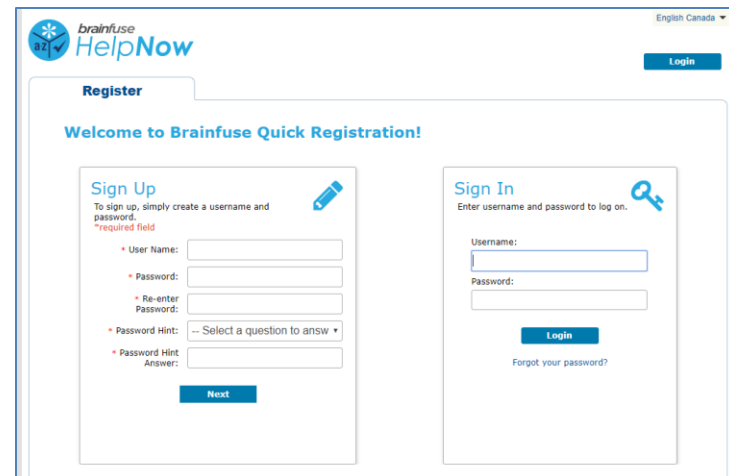 English Canada
brainfuse
HelpNow
az
Login
Register
Welcome to Brainfuse Quick Registration!
Sign Up
To sign up, simply create a username and
password.
*required field
* User Name:
* Password:
* Re-enter
Password:
* Password Hint:
-- Select a question to answ
* Password Hint
Answer:
Next
Sign In
Enter username and password to log on.
Username:
Password:
Login
Forgot your password?